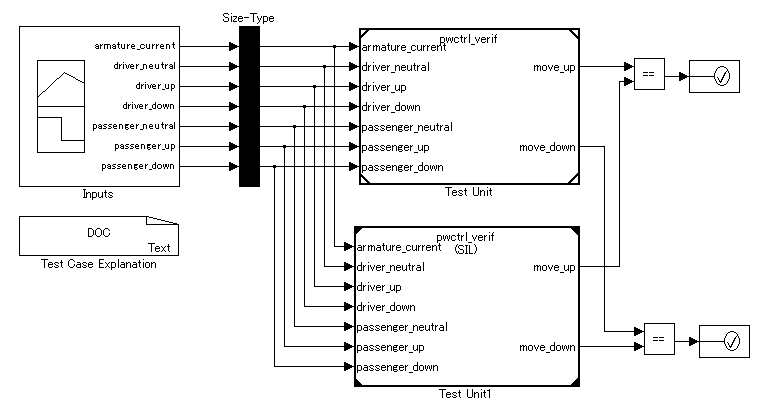 Size-Type
armature_current
driver_neutral
driver_up
driver_down
passenger_neutral
passenger_up
passenger_down
Inputs
DOC
Text
Test Case Explanation
pwctrl_verif
armature_current
driver_neutral
driver_up
driver_down
passenger_neutral
passenger_up
passenger_down
move_up
move_down
Test Unit
==
pwctrl_verif
(SIL)
armature_current
driver_neutral
driver_up
driver_down
passenger_neutral
passenger_up
passenger_down
move_up
move_down
Test Unit1
==